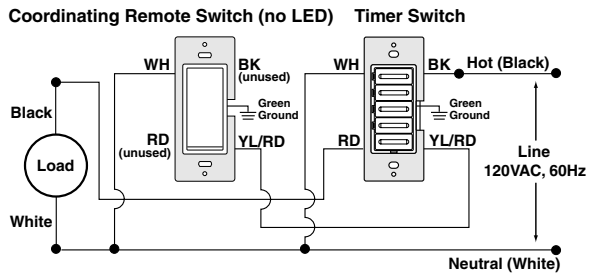 Coordinating Remote Switch (no LED)
Timer Switch
WH
BK
(unused)
WH
BK
Hot (Black)
Black
Green
Ground
Green
Ground
RD
(unused)
YL/RD
RD
YL/RD
Load
Line
120VAC, 60Hz
White
Neutral (White)